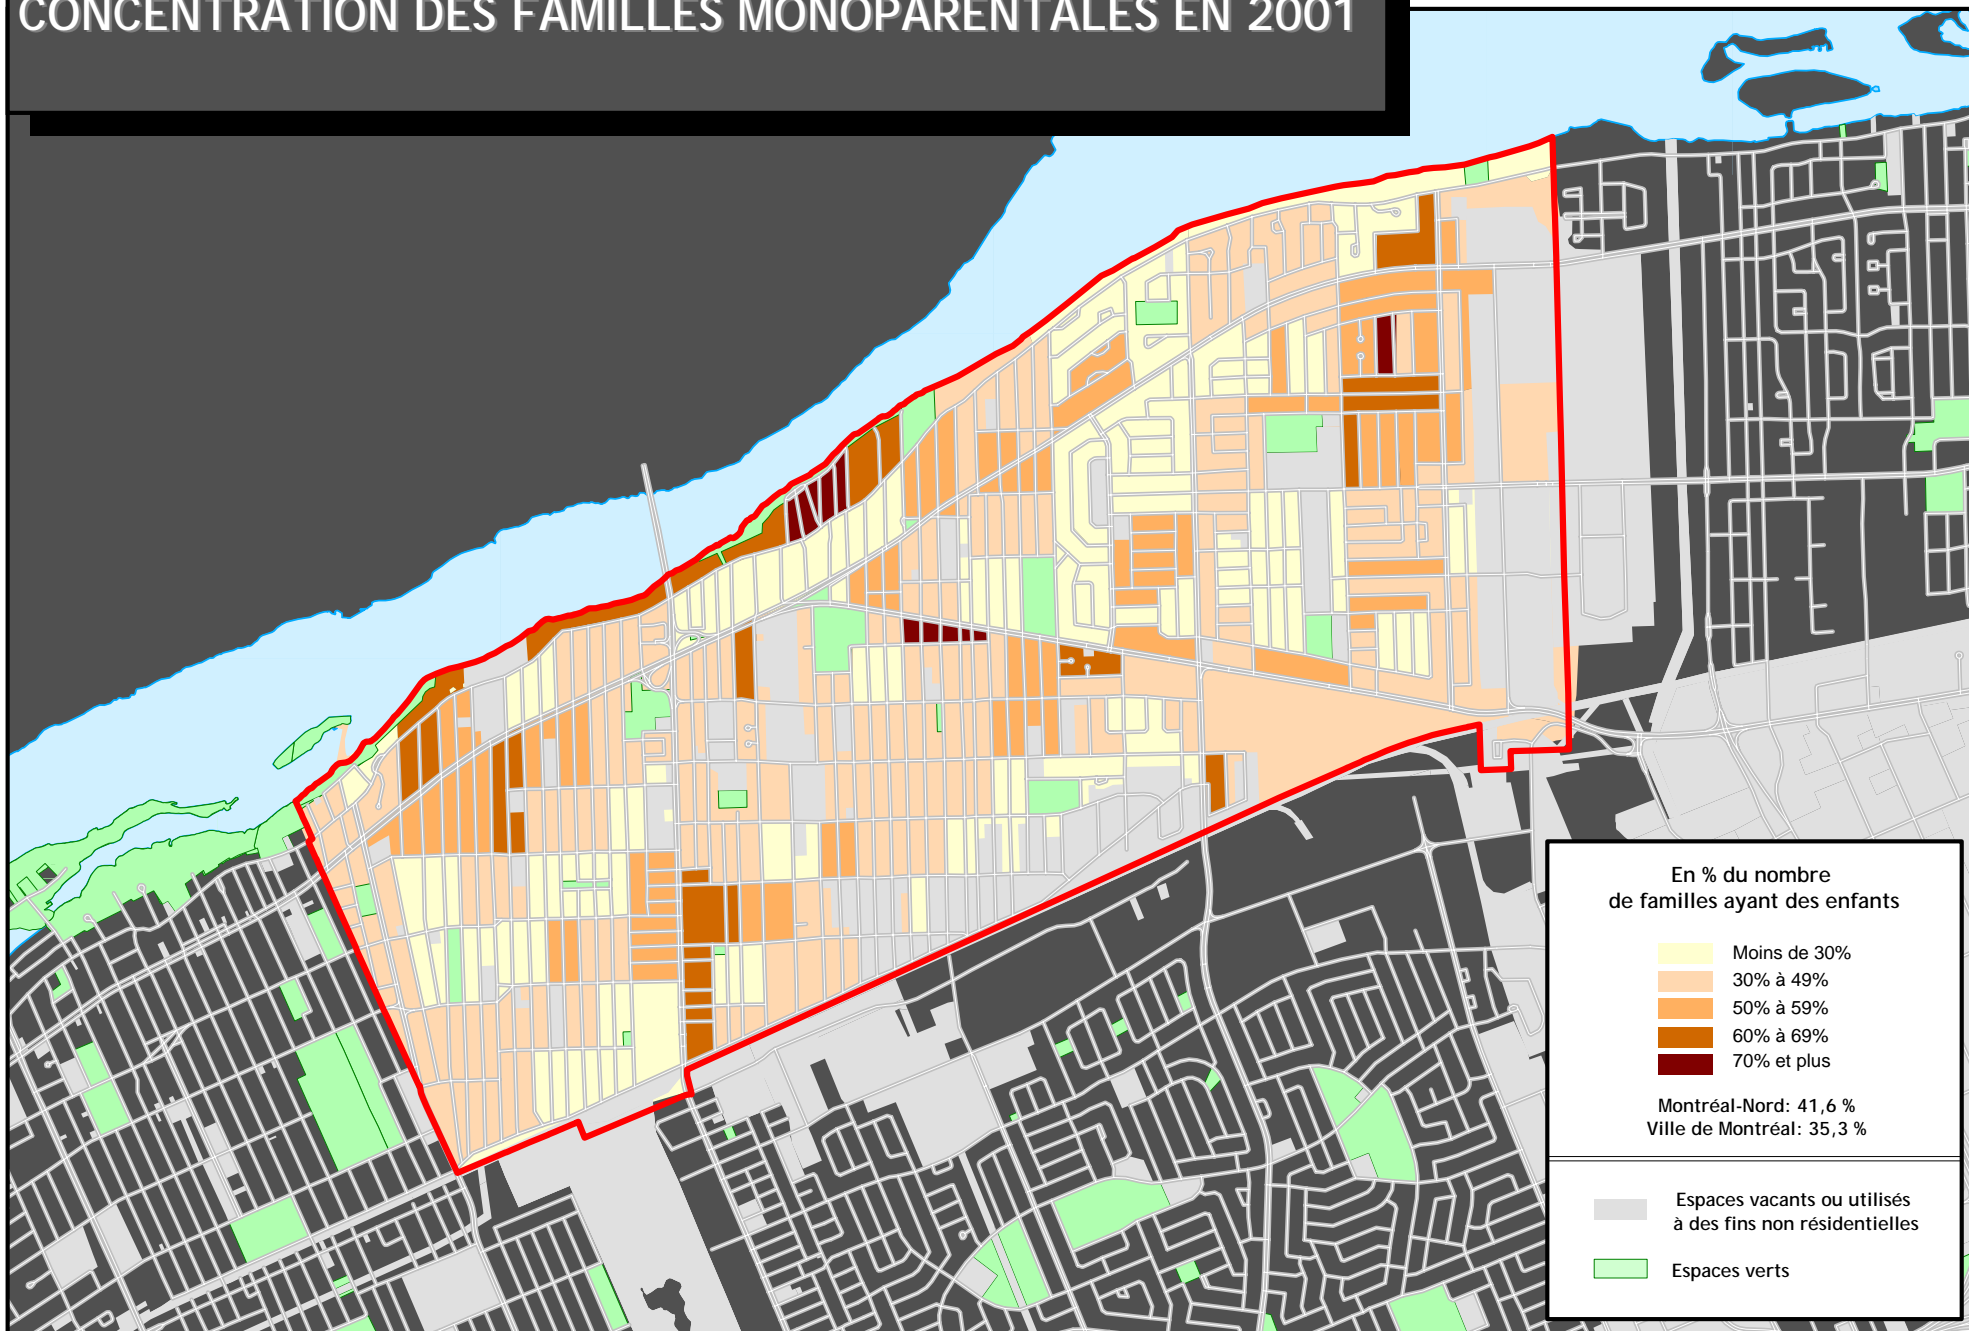 CONCENTRATION DES FAMILLES MONOPARENTALES EN 2001
En % du nombre
de familles ayant des enfants
Moins de 30%
30% à 49%
50% à 59%
60% à 69%
70% et plus
Montréal-Nord: 41,6 %
Ville de Montréal: 35,3 %
Espaces vacants ou utilisés
à des fins non résidentielles
Espaces verts